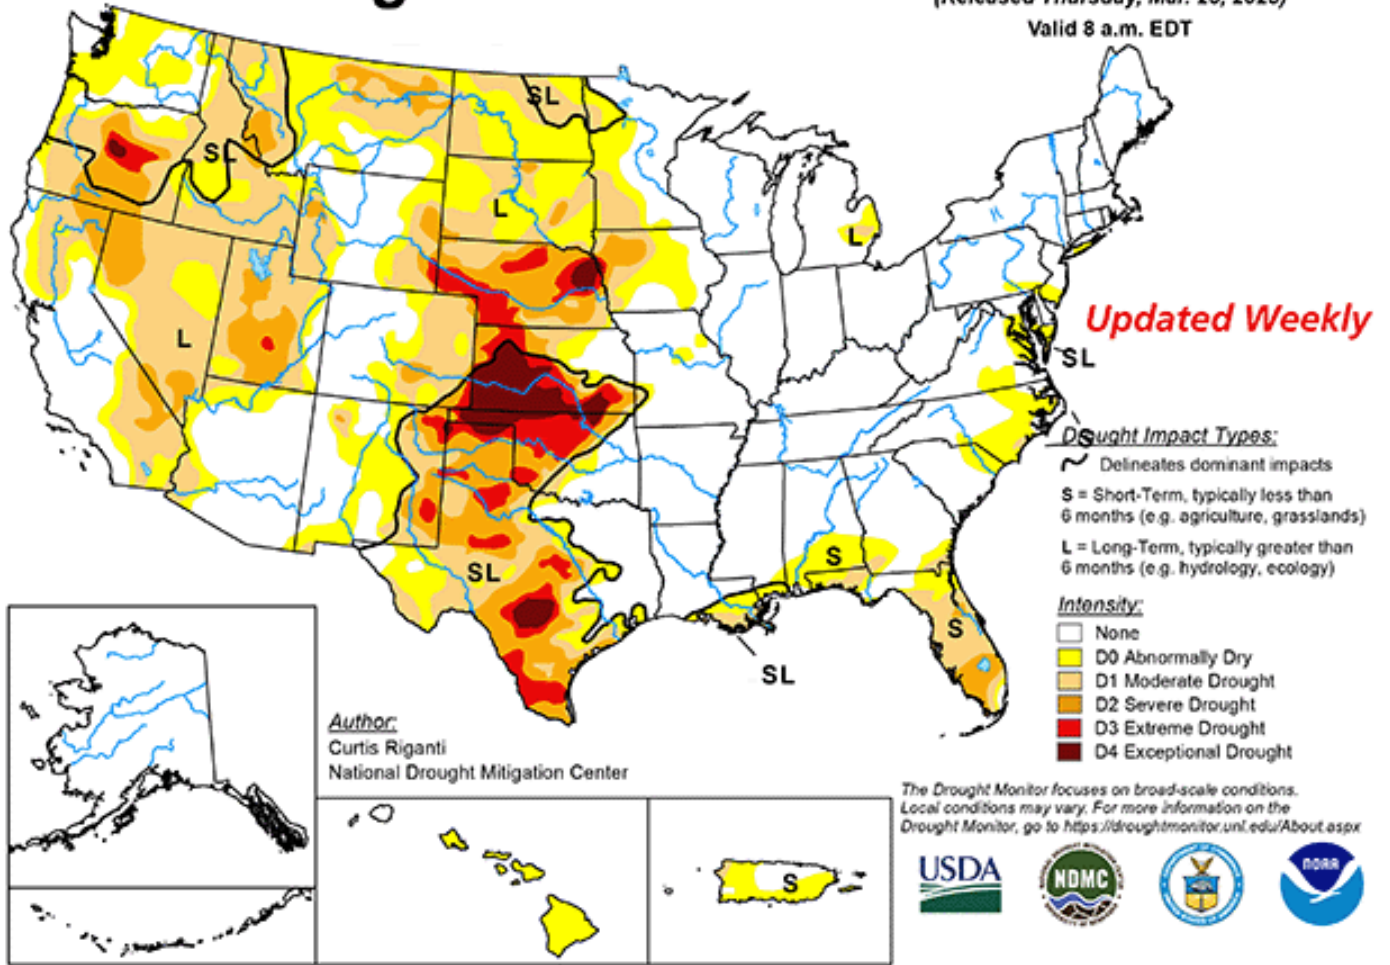 (Released Thursday, Mar.
Valid 8 a.m. EDT
SL
SL
L
L
L
Updated Weekly
SL
S
Drought Impact Types:
Delineates dominant impacts
S = Short-Term, typically less than
6 months (e.g. agriculture, grasslands)
L = Long-Term, typically greater than
6 months (e.g. hydrology, ecology)
S
SL
S
SL
Intensity:
None
D0 Abnormally Dry
D1 Moderate Drought
D2 Severe Drought
D3 Extreme Drought
D4 Exceptional Drought
Author:
Curtis Riganti
National Drought Mitigation Center
The Drought Monitor focuses on broad-scale conditions.
Local conditions may vary. For more information on the
Drought Monitor, go to https://droughtmonitor.unl.edu/About.aspx
S
USDA
NDMC
NOAA